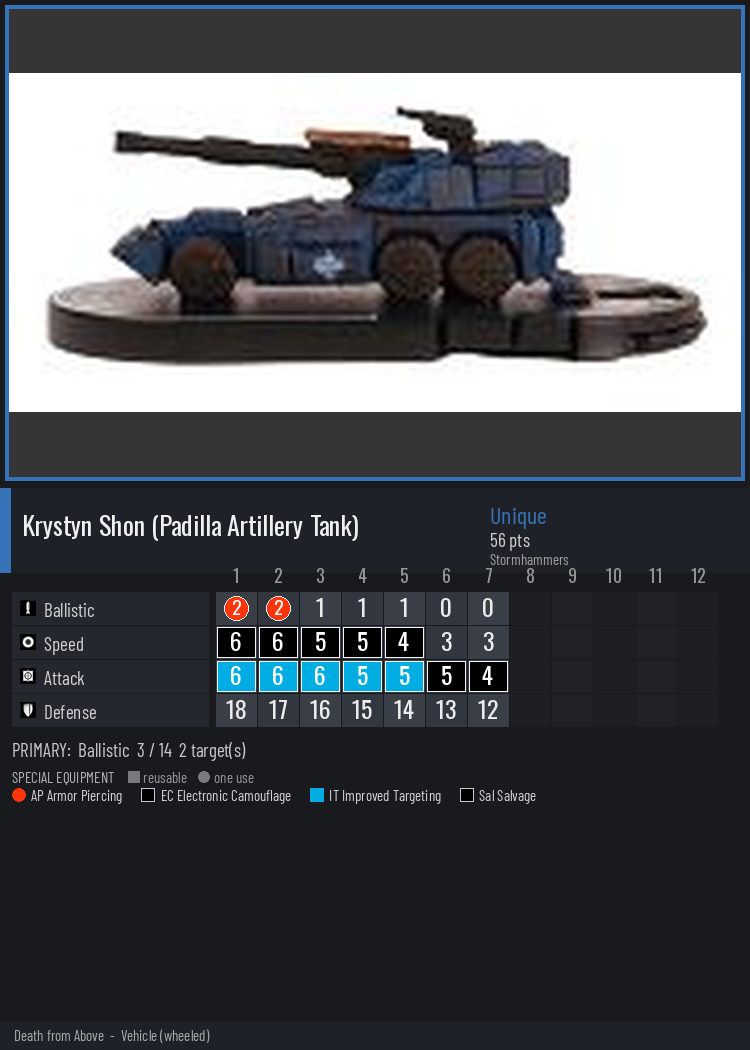 Krystyn Shon (Padilla Artillery Tank)
Unique
56 pts
Stormhammers
1 2 3 4 5 6 7 8 9 10 11 12
Ballistic 2 2 1 1 1 0 0
Speed 6 6 5 5 4 3 3
Attack 6 6 6 5 5 5 4
Defense 18 17 16 15 14 13 12
PRIMARY: Ballistic 3 / 14 2 target(s)
SPECIAL EQUIPMENT reusable one use
AP Armor Piercing EC Electronic Camouflage IT Improved Targeting Sal Salvage
Death from Above - Vehicle (wheeled)